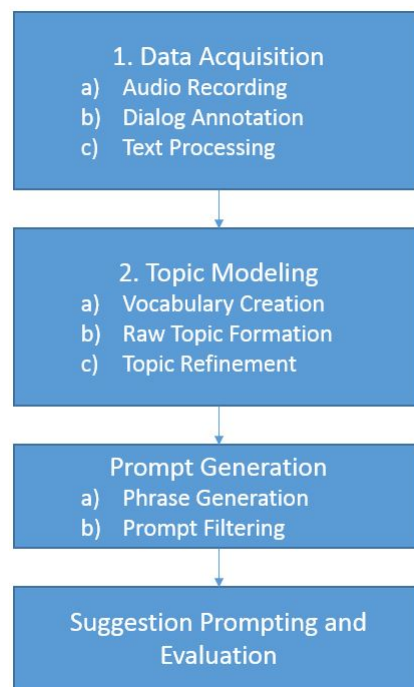 1. Data Acquisition
a) Audio Recording
b) Dialog Annotation
c) Text Processing
2. Topic Modeling
a) Vocabulary Creation
b) Raw Topic Formation
c) Topic Refinement
Prompt Generation
a) Phrase Generation
b) Prompt Filtering
Suggestion Prompting and
Evaluation